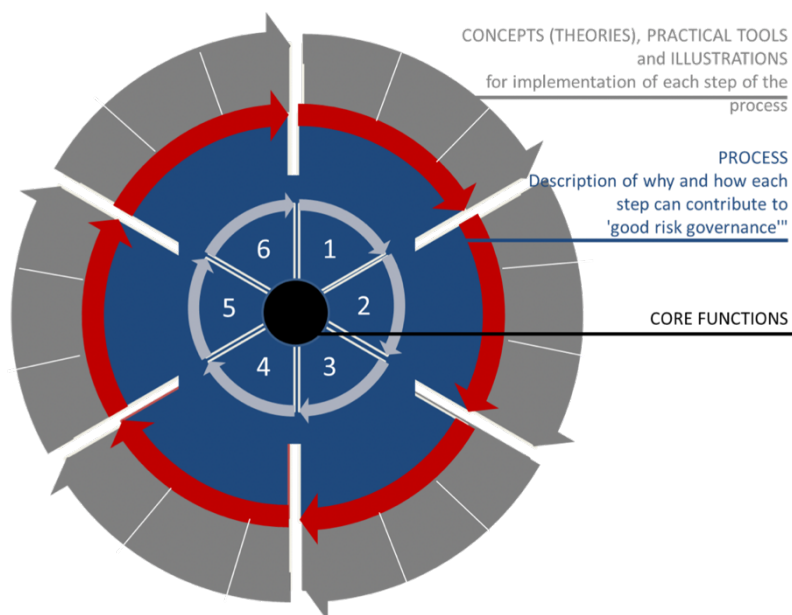 CONCEPTS (THEORIES), PRACTICAL TOOLS
and ILLUSTRATIONS
for implementation of each step of the
process
PROCESS
Description of why and how each
step can contribute to
'good risk governance'"
CORE FUNCTIONS
6
1
5
2
4
3